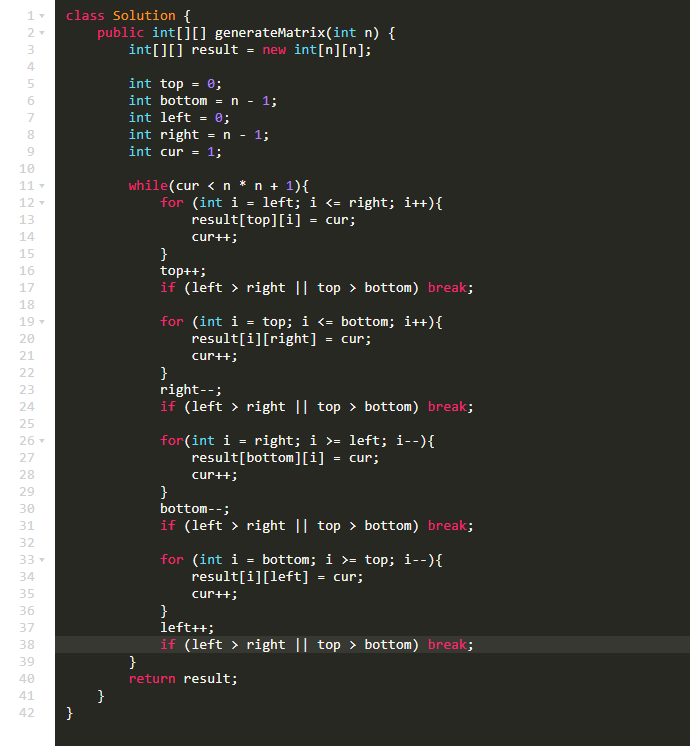 1 class Solution {
2     public int[][] generateMatrix(int n) {
3         int[][] result = new int[n][n];
4
5         int top = 0;
6         int bottom = n - 1;
7         int left = 0;
8         int right = n - 1;
9         int cur = 1;
10
11         while(cur < n * n + 1){
12             for (int i = left; i <= right; i++){
13                 result[top][i] = cur;
14                 cur++;
15             }
16             top++;
17             if (left > right || top > bottom) break;
18
19             for (int i = top; i <= bottom; i++){
20                 result[i][right] = cur;
21                 cur++;
22             }
23             right--;
24             if (left > right || top > bottom) break;
25
26             for(int i = right; i >= left; i--){
27                 result[bottom][i] = cur;
28                 cur++;
29             }
30             bottom--;
31             if (left > right || top > bottom) break;
32
33             for (int i = bottom; i >= top; i--){
34                 result[i][left] = cur;
35                 cur++;
36             }
37             left++;
38             if (left > right || top > bottom) break;
39         }
40         return result;
41     }
42 }